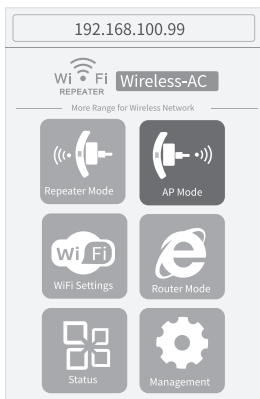 192.168.100.99
Wi Fi
REPEATER
Wireless-AC
More Range for Wireless Network
Repeater Mode
AP Mode
Wi Fi
WiFi Settings
Router Mode
Status
Management